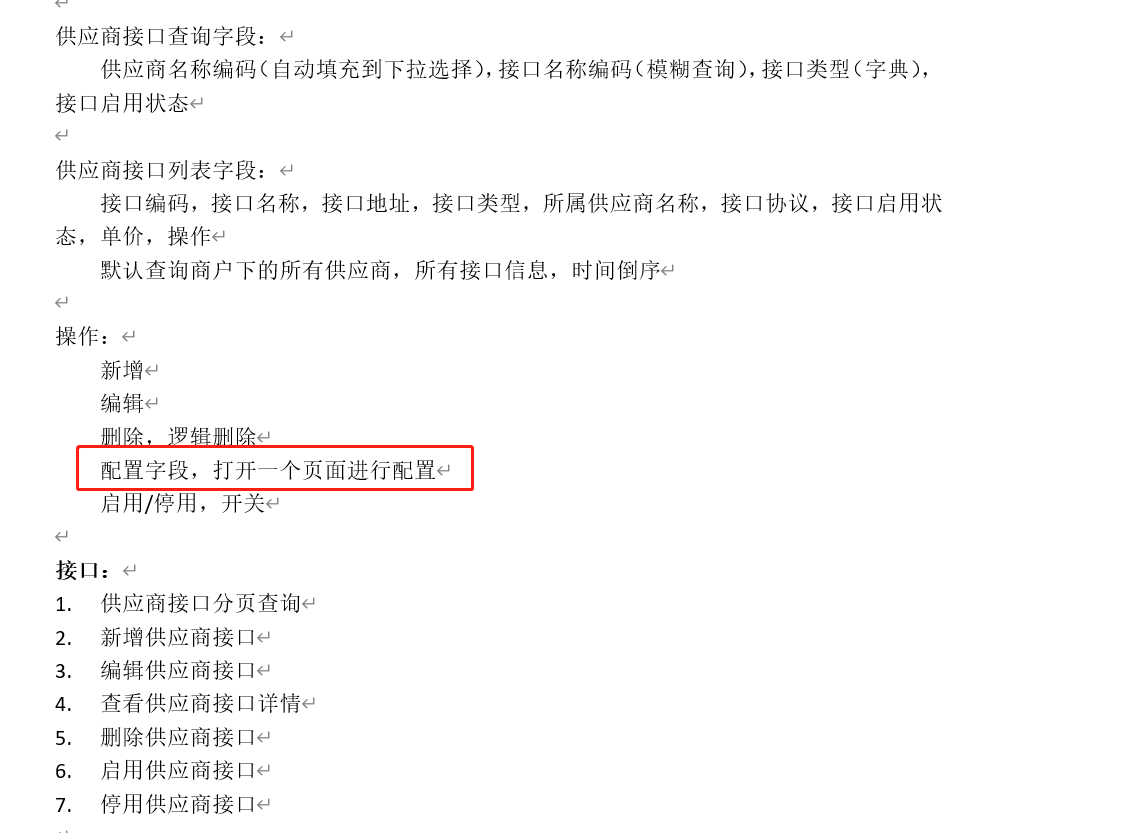 供应商接口查询字段：
供应商名称编码（自动填充到下拉选择），接口名称编码（模糊查询），接口类型（字典），
接口启用状态
供应商接口列表字段：
接口编码，接口名称，接口地址，接口类型，所属供应商名称，接口协议，接口启用状
态，单价，操作
默认查询商户下的所有供应商，所有接口信息，时间倒序
操作：
新增
编辑
删除，逻辑删除
配置字段，打开一个页面进行配置
启用/停用，开关
接口：
1. 供应商接口分页查询
2. 新增供应商接口
3. 编辑供应商接口
4. 查看供应商接口详情
5. 删除供应商接口
6. 启用供应商接口
7. 停用供应商接口